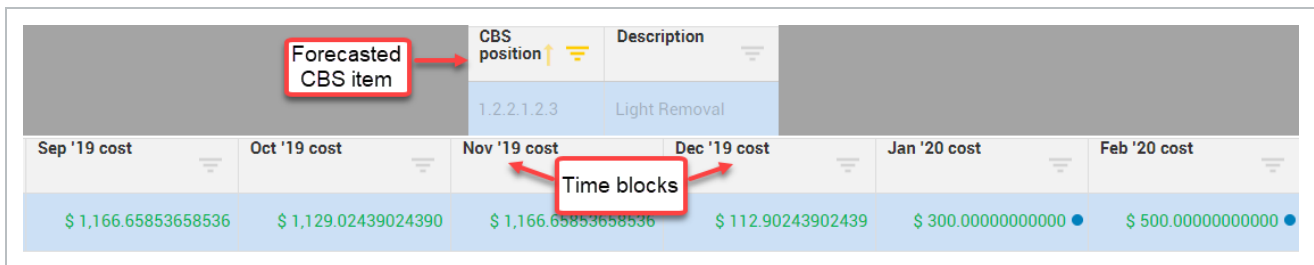 CBS
position
Description
Forecasted
CBS item
1.2.2.1.2.3 Light Removal
Sep '19 cost Oct '19 cost Nov '19 cost Dec '19 cost Jan '20 cost Feb '20 cost
Time blocks
$ 1,166.65853658536 $ 1,129.02439024390 $ 1,166.65853658536 $ 112.90243902439 $ 300.00000000000 $ 500.00000000000